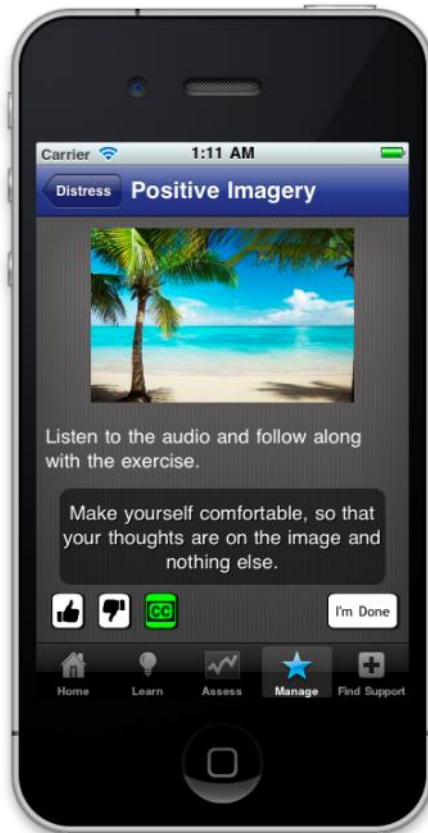 Carrier 1:11 AM
Distress Positive Imagery
Listen to the audio and follow along
with the exercise.
Make yourself comfortable, so that
your thoughts are on the image and
nothing else.
CC I'm Done
Home Learn Assess Manage Find Support